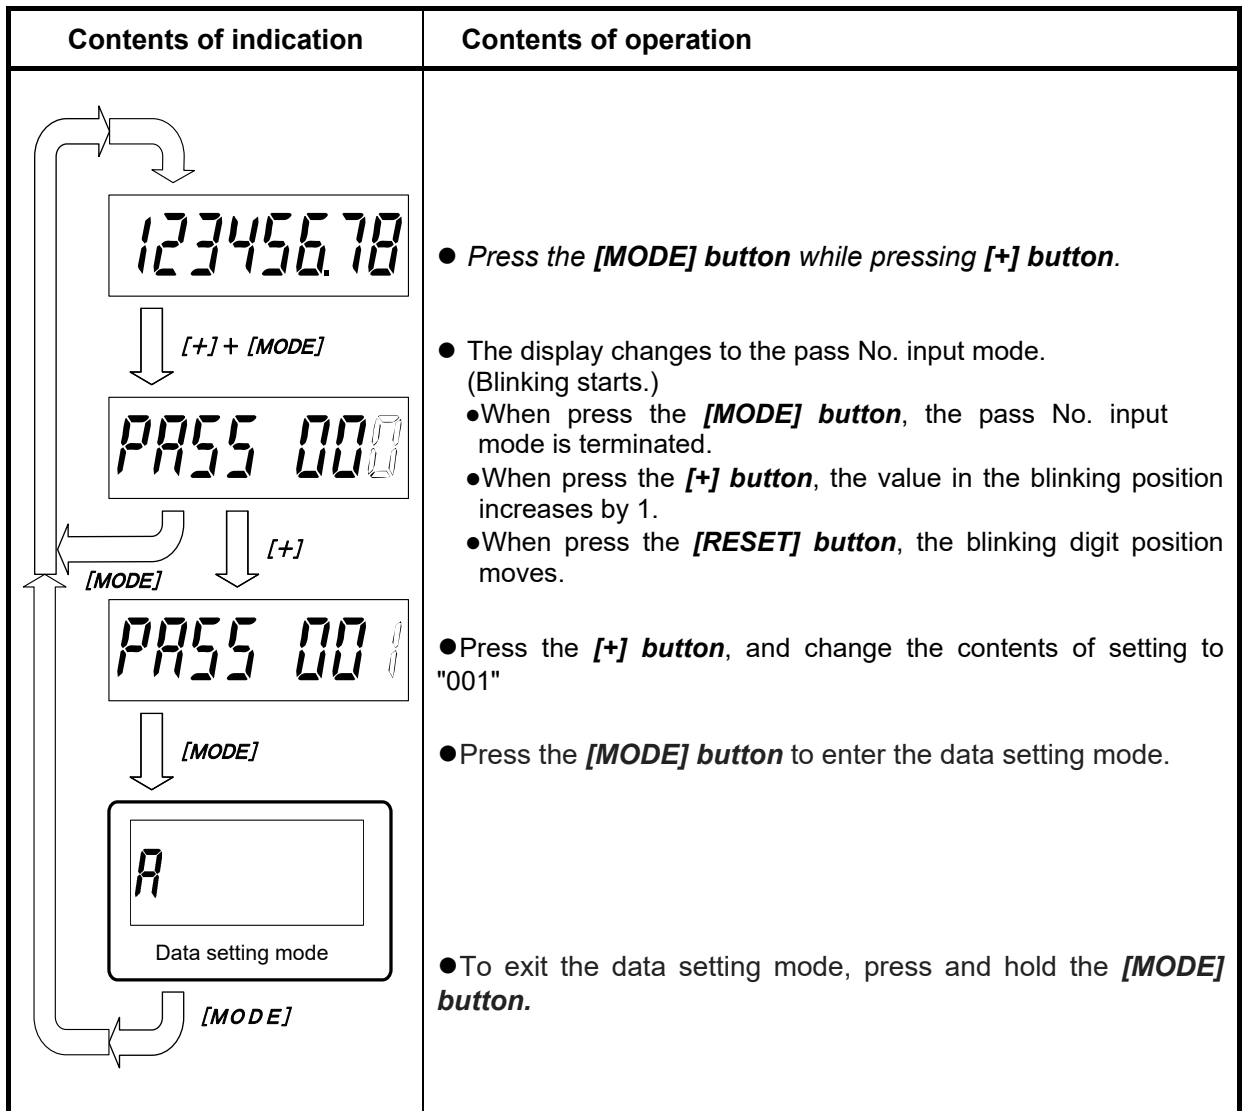 Contents of indication
Contents of operation
123456.78
● Press the [MODE] button while pressing [+] button.
[+] + [MODE]
● The display changes to the pass No. input mode.
(Blinking starts.)
●When press the [MODE] button, the pass No. input
mode is terminated.
PASS 000
●When press the [+] button, the value in the blinking position
increases by 1.
●When press the [RESET] button, the blinking digit position
moves.
[+]
[MODE]
PASS 001
●Press the [+] button, and change the contents of setting to
"001"
[MODE]
●Press the [MODE] button to enter the data setting mode.
A
Data setting mode
●To exit the data setting mode, press and hold the [MODE]
button.
[MODE]